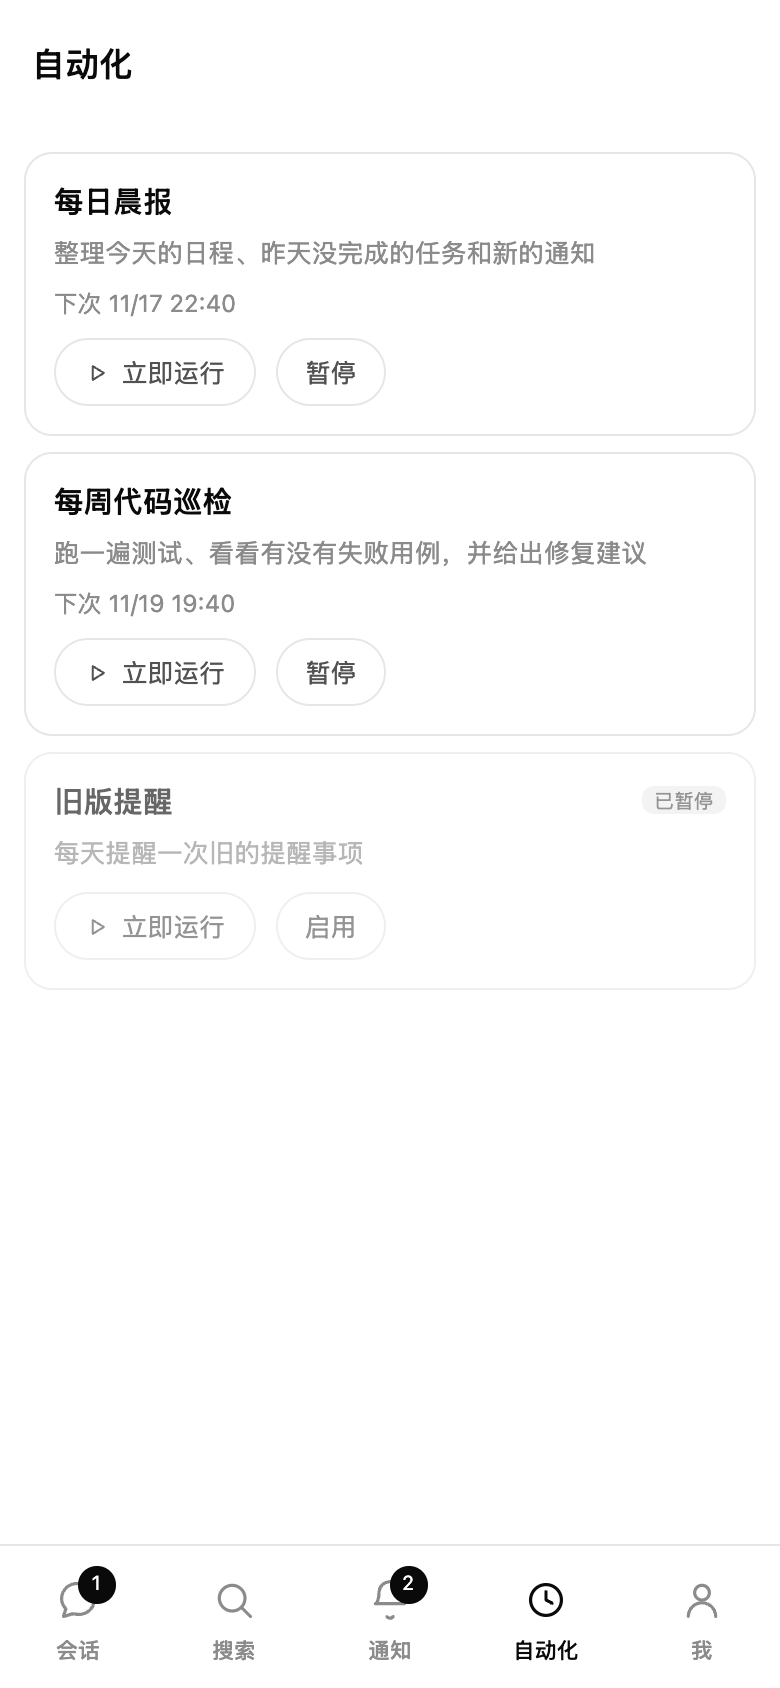 自动化
每日晨报
整理今天的日程、昨天没完成的任务和新的通知
下次 11/17 22:40
立即运行
暂停
每周代码巡检
跑一遍测试、看看有没有失败用例，并给出修复建议
下次 11/19 19:40
立即运行
暂停
旧版提醒
已暂停
每天提醒一次旧的提醒事项
立即运行
启用
1
2
会话
搜索
通知
自动化
我